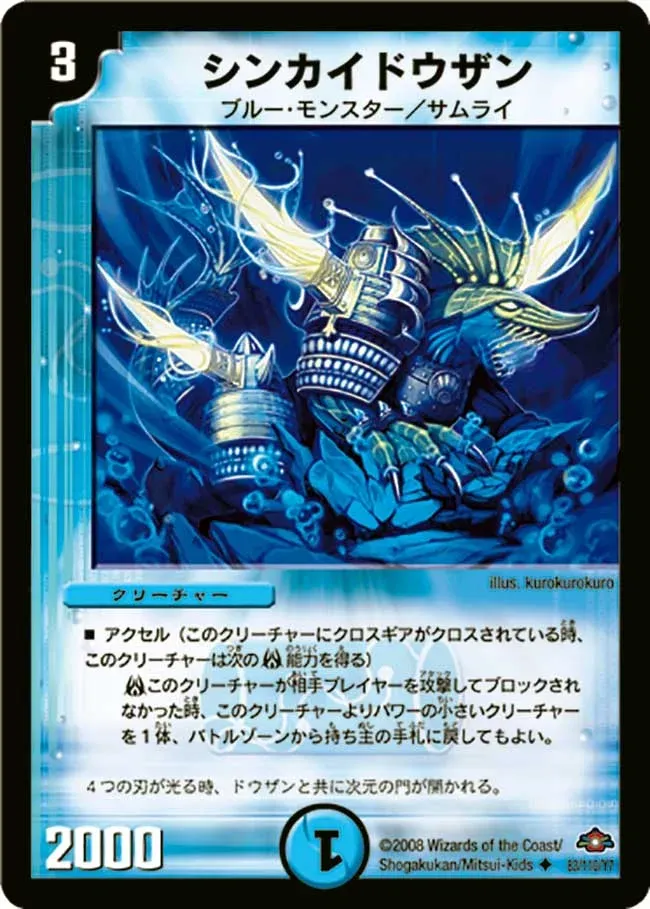 3
シンカイドウザン
ブルー・モンスター／サムライ
illus. kurokurokuro
クリーチャー
■ アクセル（このクリーチャーにクロスギアがクロスされている時、
このクリーチャーは次の能力を得る）
このクリーチャーが相手プレイヤーを攻撃してブロックされ
なかった時、このクリーチャーよりパワーの小さいクリーチャー
を１体、バトルゾーンから持ち主の手札に戻してもよい。
４つの刃が光る時、ドウザンと共に次元の門が開かれる。
2000
1
©2008 Wizards of the Coast/
Shogakukan/Mitsui-Kids ◆ 83/110/Y7